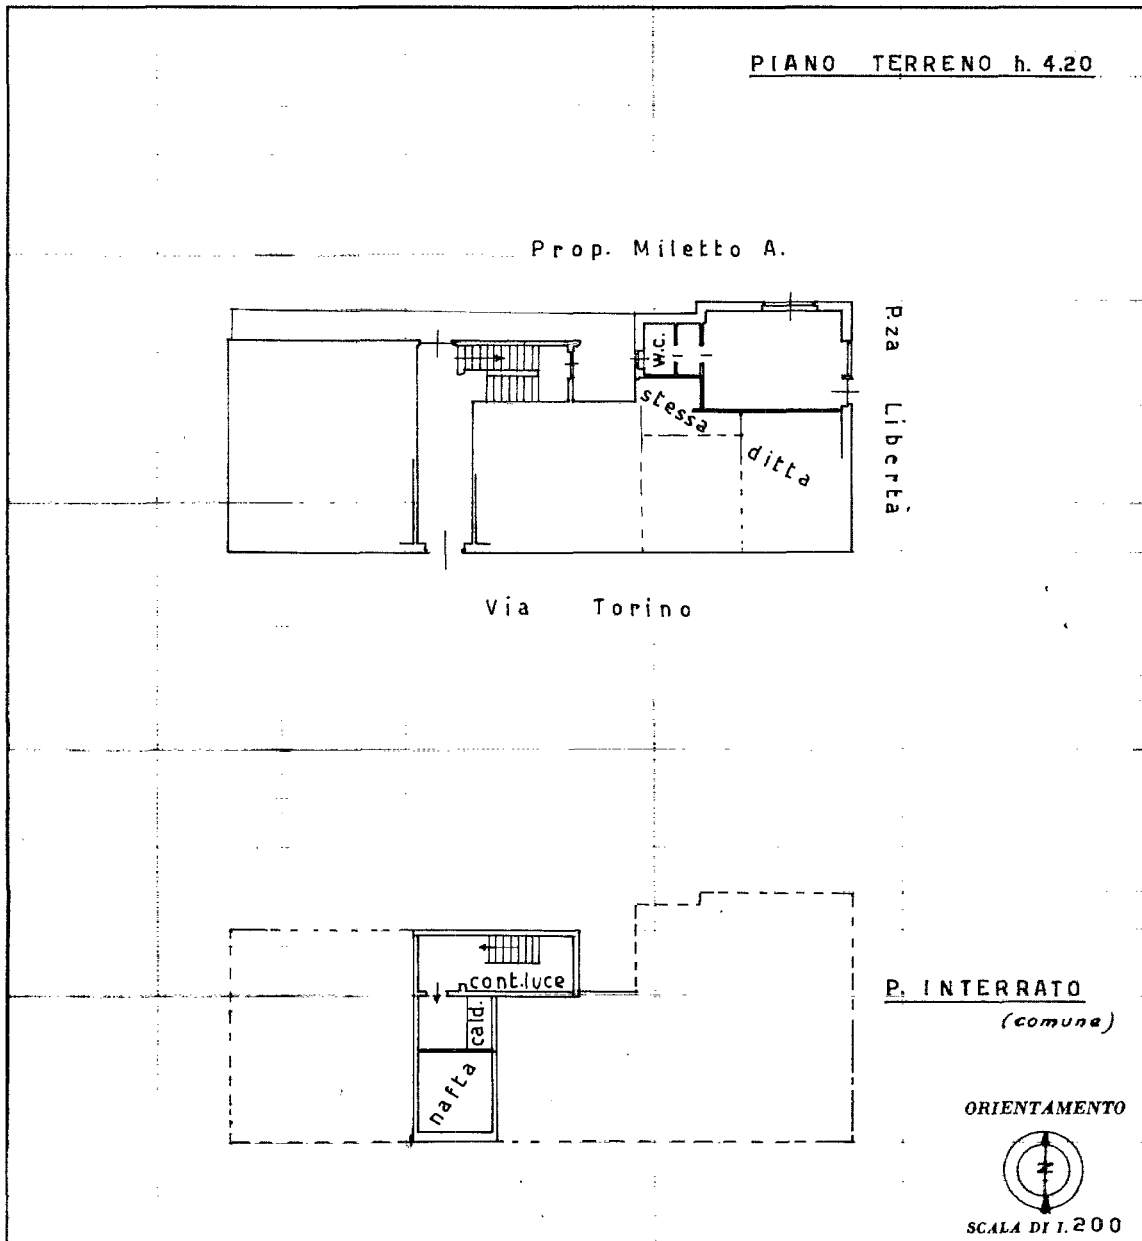 PIANO TERRENO h. 4.20
Prop. Miletto A.
W.C.
P.za Libertà
stessa
ditta
Via Torino
cont.luce
cald.
nafta
P. INTERRATO
(comune)
ORIENTAMENTO
N
SCALA DI 1.200